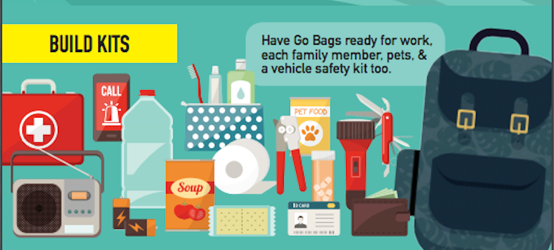 BUILD KITS
Have Go Bags ready for work,
each family member, pets, &
a vehicle safety kit too.
CALL
PET FOOD
Soup
ID CARD